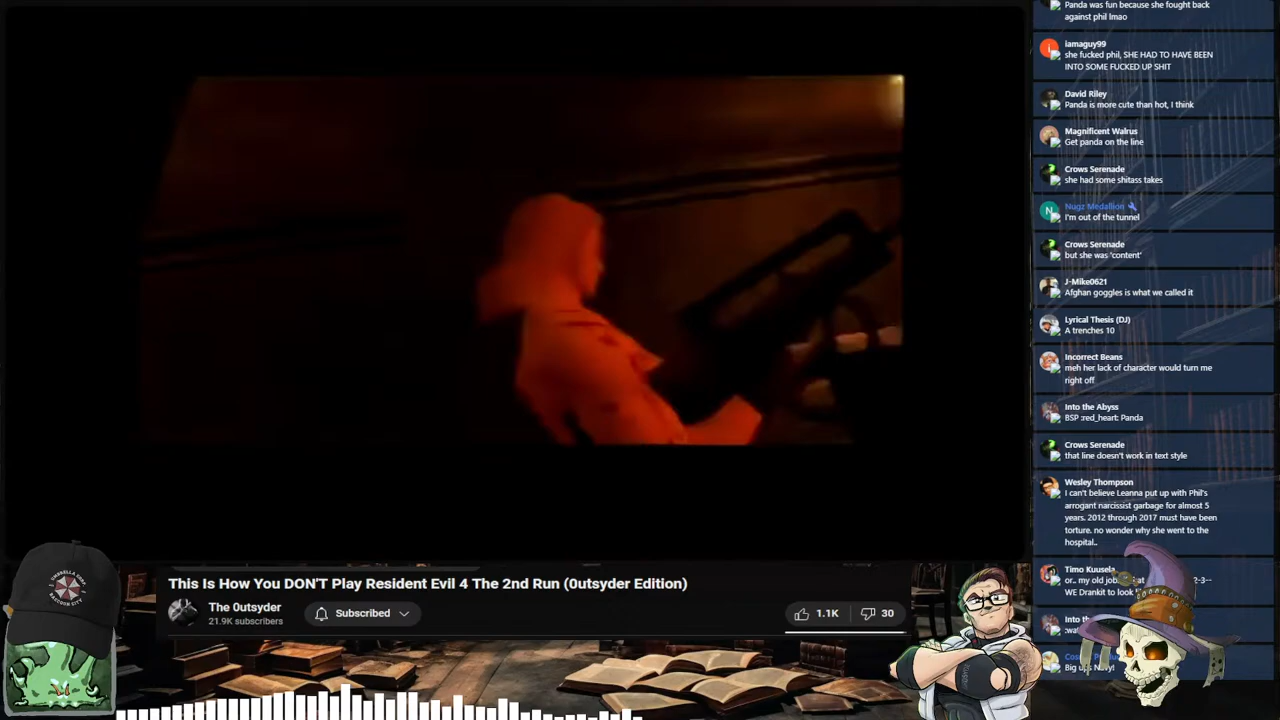 Panda was fun because she fought back
against phil lmao
iamaguy99
she fucked phil, SHE HAD TO HAVE BEEN
INTO SOME FUCKED UP SHIT
David Riley
Panda is more cute than hot, I think
Magnificent Walrus
Get panda on the line
Crows Serenade
she had some shitass takes
Nugz Medallion
I'm out of the tunnel
Crows Serenade
but she was 'content'
J-Mike0621
Afghan goggles is what we called it
Lyrical Thesis (DJ)
A trenches 10
Incorrect Beans
meh her lack of character would turn me
right off
Into the Abyss
BSP :red_heart: Panda
Crows Serenade
that line doesn't work in text style
Wesley Thompson
I can't believe Leanna put up with Phil's
arrogant narcissist garbage for almost 5
years. 2012 through 2017 must have been
torture. no wonder why she went to the
hospital..
Timo Kuusela
or.. my old
WE Drankit to look
Into th
Big up Navy!
This Is How You DON'T Play Resident Evil 4 The 2nd Run (0utsyder Edition)
The 0utsyder
21.9K subscribers
Subscribed
1.1K
30
UMBRELLA CORP.
RACCOON CITY